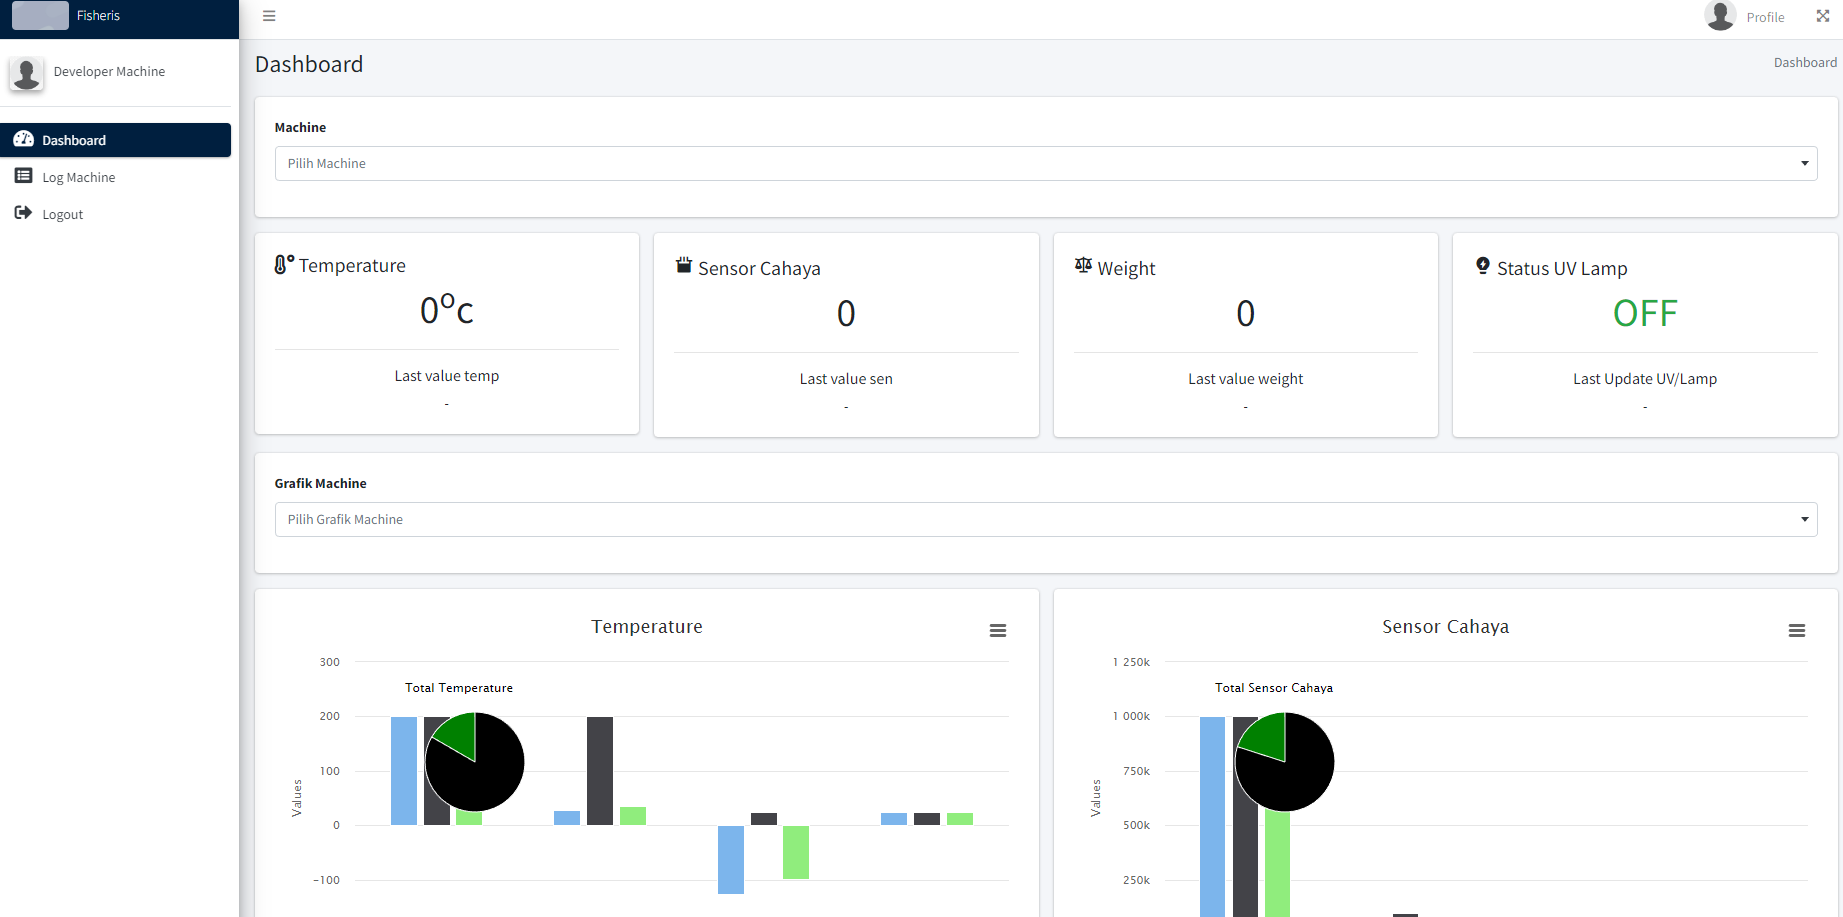 Fisheris
Profile
Developer Machine
Dashboard
Log Machine
Logout
Dashboard
Dashboard
Machine
Pilih Machine
Temperature
0°c
Last value temp
-
Sensor Cahaya
0
Last value sen
-
Weight
0
Last value weight
-
Status UV Lamp
OFF
Last Update UV/Lamp
-
Grafik Machine
Pilih Grafik Machine
Temperature
Values
300
200
100
0
−100
Total Temperature
Sensor Cahaya
Values
1 250k
1 000k
750k
500k
250k
Total Sensor Cahaya